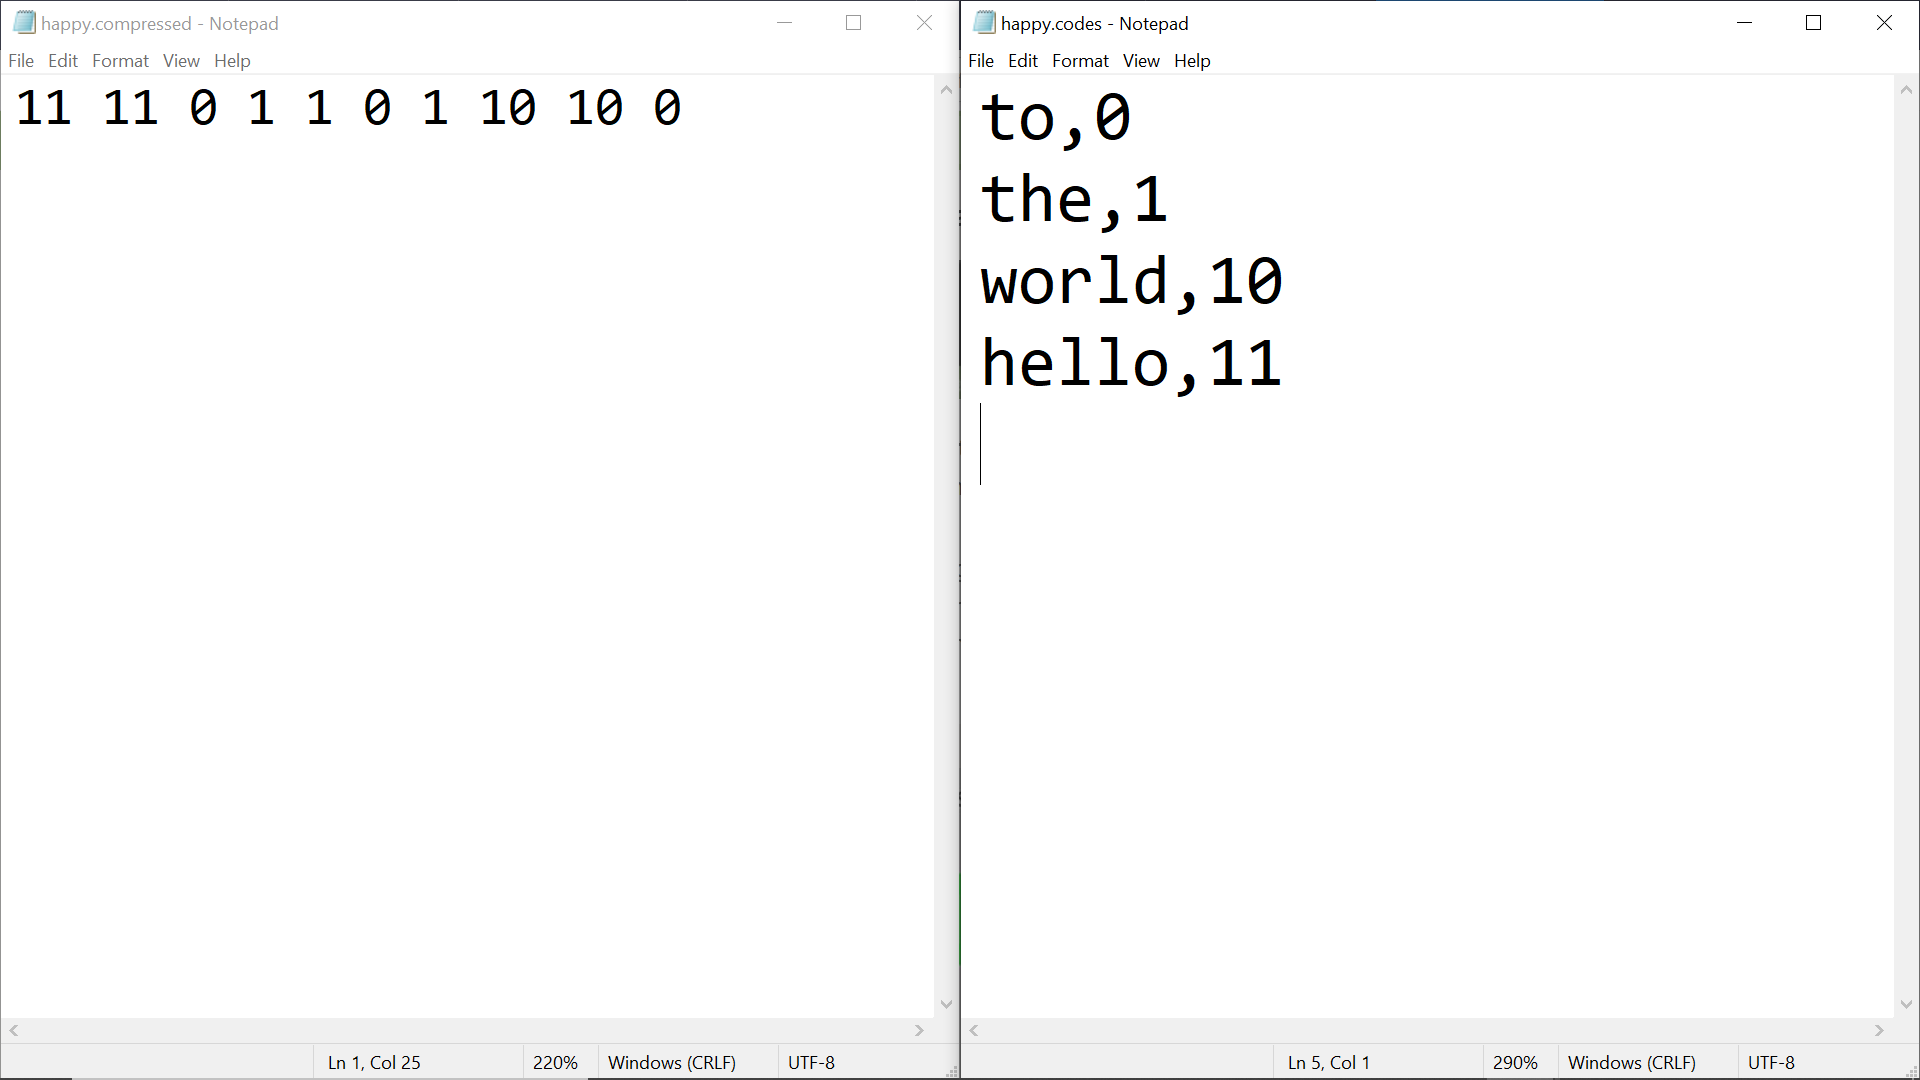 happy.compressed - Notepad
File Edit Format View Help
11 11 0 1 1 0 1 10 10 0
Ln 1, Col 25 220% Windows (CRLF) UTF-8
happy.codes - Notepad
File Edit Format View Help
to,0
the,1
world,10
hello,11
Ln 5, Col 1 290% Windows (CRLF) UTF-8